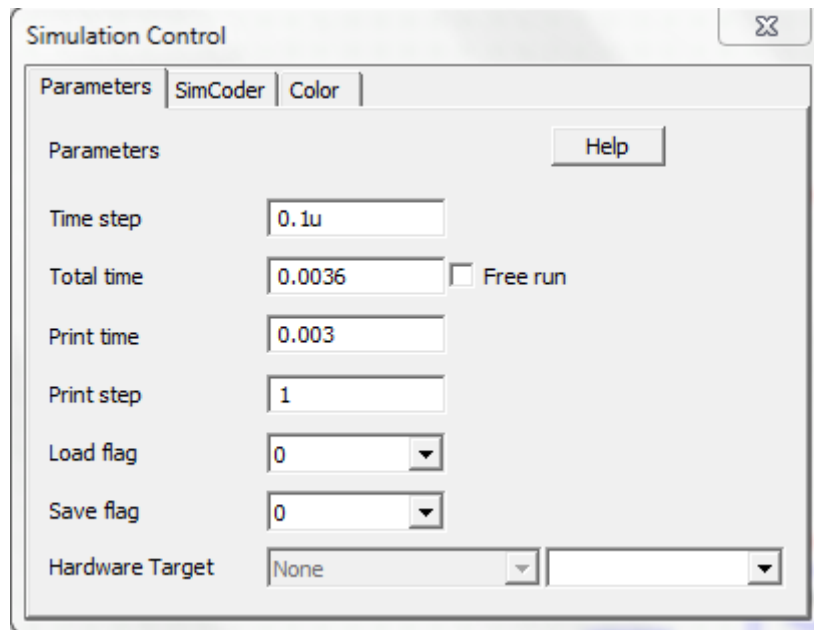 Simulation Control
Parameters SimCoder Color
Parameters Help
Time step 0.1u
Total time 0.0036 Free run
Print time 0.003
Print step 1
Load flag 0
Save flag 0
Hardware Target None